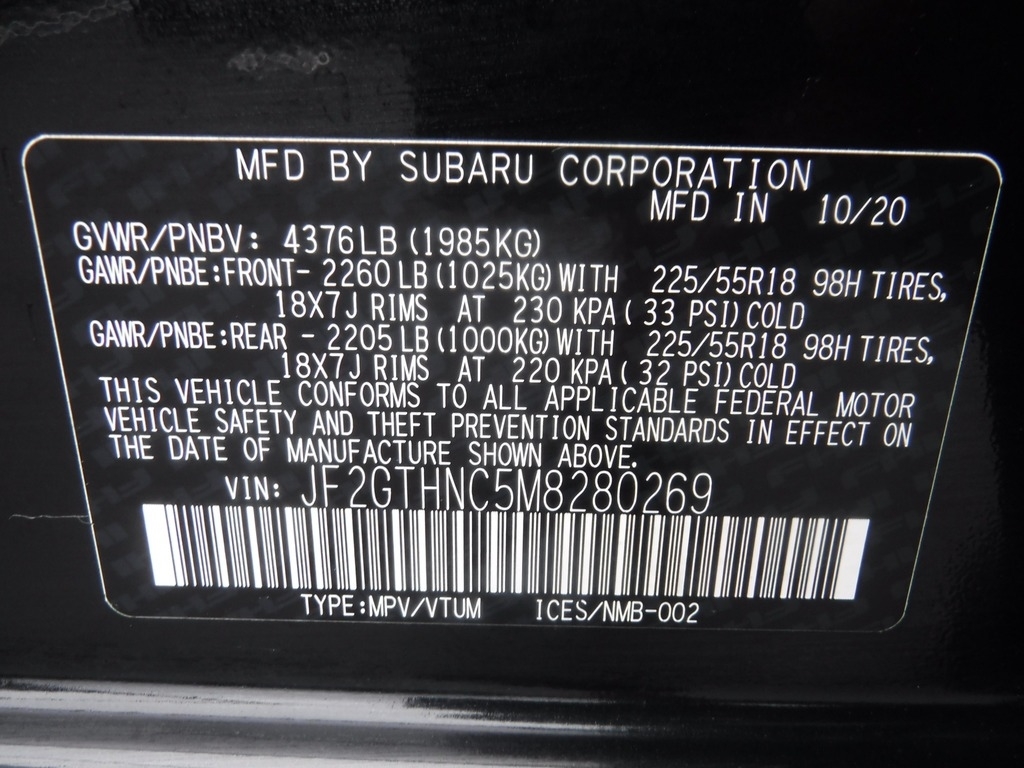 MFD BY SUBARU CORPORATION
MFD IN 10/20
GVWR/PNBV: 4376LB (1985KG)
GAWR/PNBE:FRONT- 2260 LB (1025KG) WITH 225/55R18 98H TIRES,
18X7J RIMS AT 230 KPA ( 33 PSI) COLD
GAWR/PNBE:REAR - 2205 LB (1000KG) WITH 225/55R18 98H TIRES,
18X7J RIMS AT 220 KPA ( 32 PSI) COLD
THIS VEHICLE CONFORMS TO ALL APPLICABLE FEDERAL MOTOR
VEHICLE SAFETY AND THEFT PREVENTION STANDARDS IN EFFECT ON
THE DATE OF MANUFACTURE SHOWN ABOVE.
VIN: JF2GTHNC5M8280269
TYPE:MPV/VTUM ICES/NMB-002